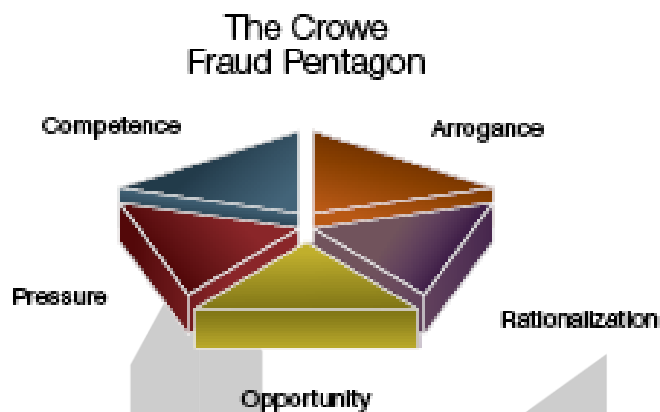 The Crowe
Fraud Pentagon
Competence
Arrogance
Pressure
Rationalization
Opportunity